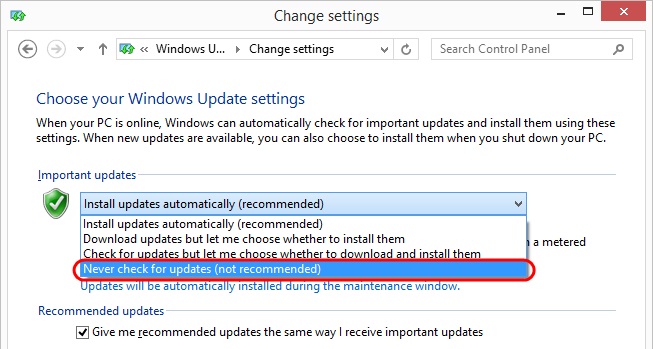 Change settings
« Windows U... ▸ Change settings
Search Control Panel
Choose your Windows Update settings
When your PC is online, Windows can automatically check for important updates and install them using these
settings. When new updates are available, you can also choose to install them when you shut down your PC.
Important updates
Install updates automatically (recommended)
Install updates automatically (recommended)
Download updates but let me choose whether to install them
n a metered
Check for updates but let me choose whether to download and install them
Never check for updates (not recommended)
Updates will be automatically installed during the maintenance window.
Recommended updates
Give me recommended updates the same way I receive important updates